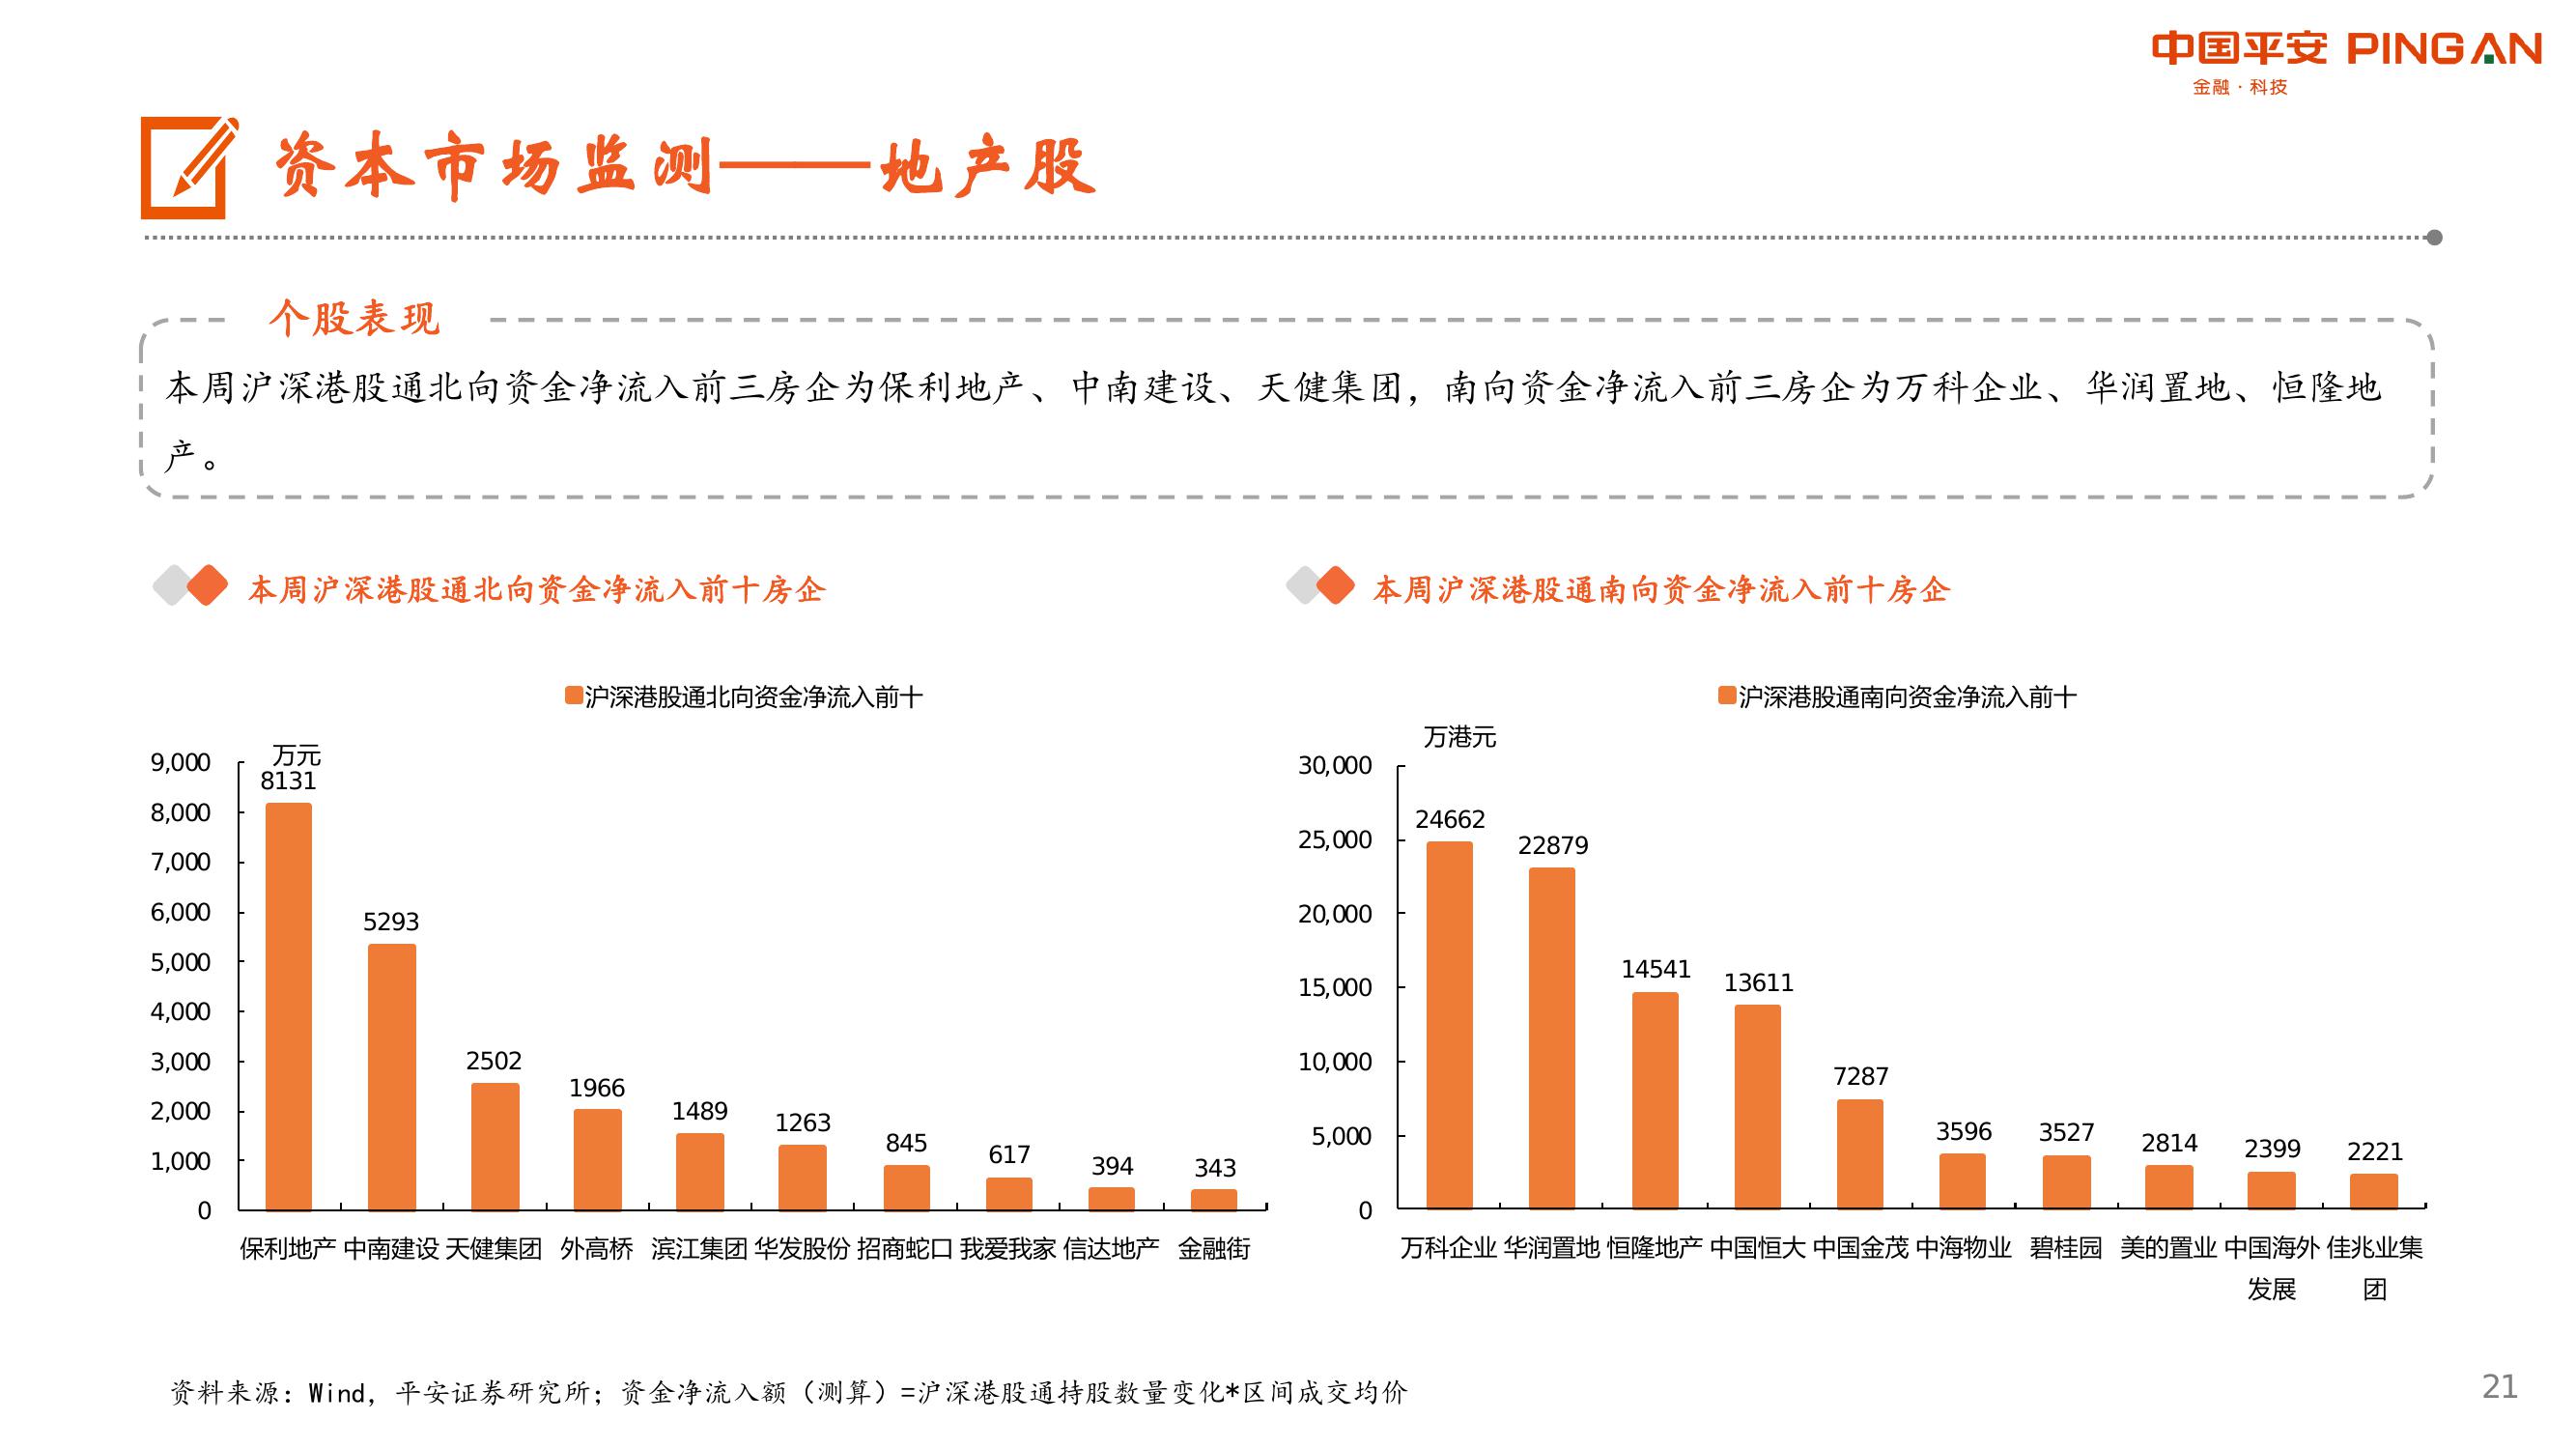 中国平安 PINGAN
金融·科技
资本市场监测——地产股
个股表现
本周沪深港股通北向资金净流入前三房企为保利地产、中南建设、天健集团，南向资金净流入前三房企为万科企业、华润置地、恒隆地
产。
本周沪深港股通北向资金净流入前十房企
沪深港股通北向资金净流入前十
万元
9,000
8,000
7,000
6,000
5,000
4,000
3,000
2,000
1,000
0
8131
5293
2502
1966
1489
1263
845
617
394
343
保利地产 中南建设 天健集团 外高桥 滨江集团 华发股份 招商蛇口 我爱我家 信达地产 金融街
本周沪深港股通南向资金净流入前十房企
沪深港股通南向资金净流入前十
万港元
30,000
25,000
20,000
15,000
10,000
5,000
0
24662
22879
14541
13611
7287
3596
3527
2814
2399
2221
万科企业 华润置地 恒隆地产 中国恒大 中国金茂 中海物业 碧桂园 美的置业 中国海外 佳兆业集
发展 团
资料来源：Wind，平安证券研究所；资金净流入额（测算）=沪深港股通持股数量变化*区间成交均价
21